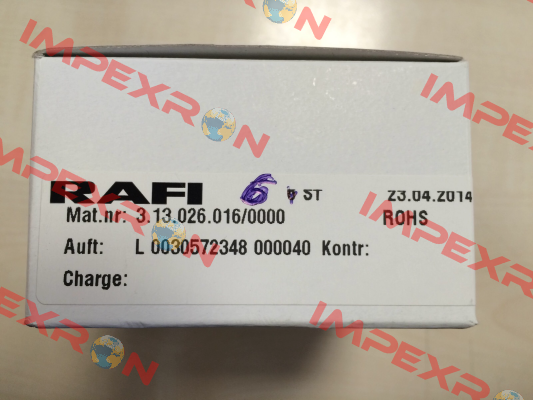 RAFI 6 ST 23.04.2014
Mat.nr: 3.13.026.016/0000 ROHS
Auft: L 0030572348 000040 Kontr:
Charge:
IMPEXRON
IMPEXRON
IMPEXRON
IMPEXRON
IMPEXRON